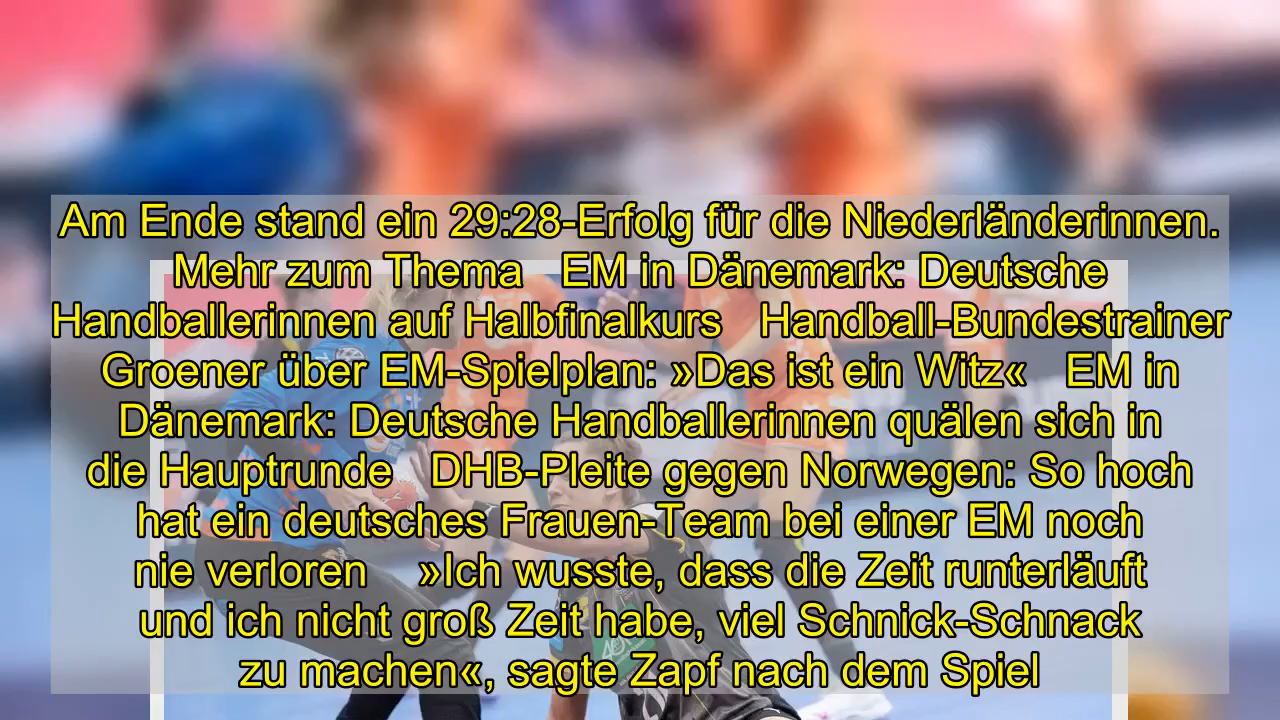 Am Ende stand ein 29:28-Erfolg für die Niederländerinnen.
Mehr zum Thema EM in Dänemark: Deutsche
Handballerinnen auf Halbfinalkurs Handball-Bundestrainer
Groener über EM-Spielplan: »Das ist ein Witz« EM in
Dänemark: Deutsche Handballerinnen quälen sich in
die Hauptrunde DHB-Pleite gegen Norwegen: So hoch
hat ein deutsches Frauen-Team bei einer EM noch
nie verloren »Ich wusste, dass die Zeit runterläuft
und ich nicht groß Zeit habe, viel Schnick-Schnack
zu machen«, sagte Zapf nach dem Spiel